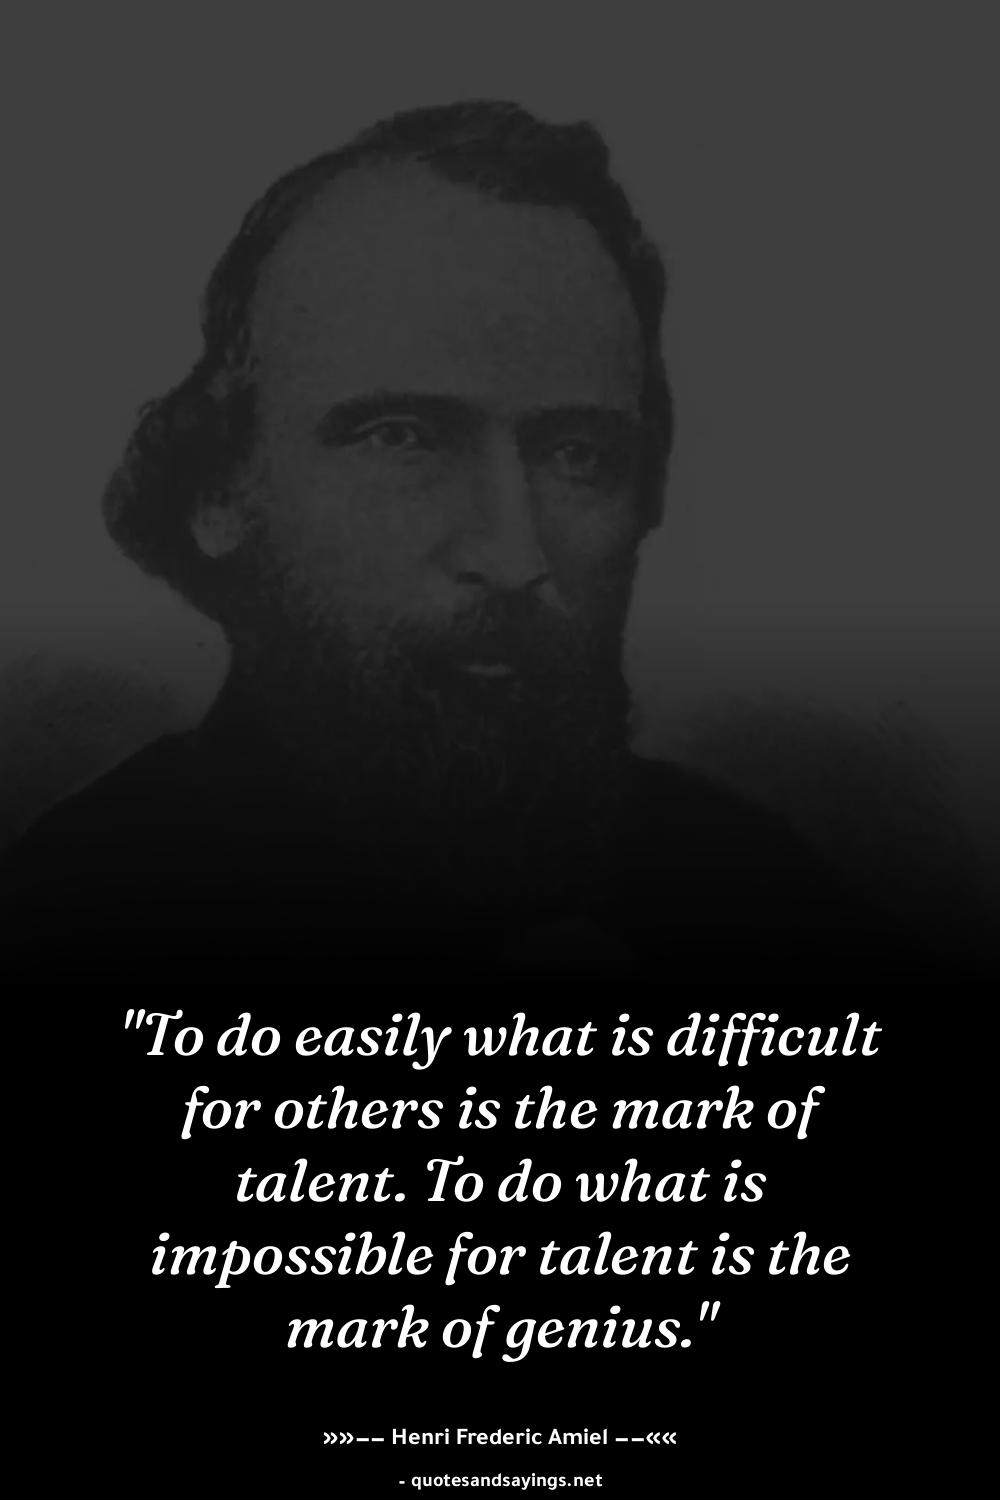 "To do easily what is difficult
for others is the mark of
talent. To do what is
impossible for talent is the
mark of genius."
»»−− Henri Frederic Amiel −−««
- quotesandsayings.net